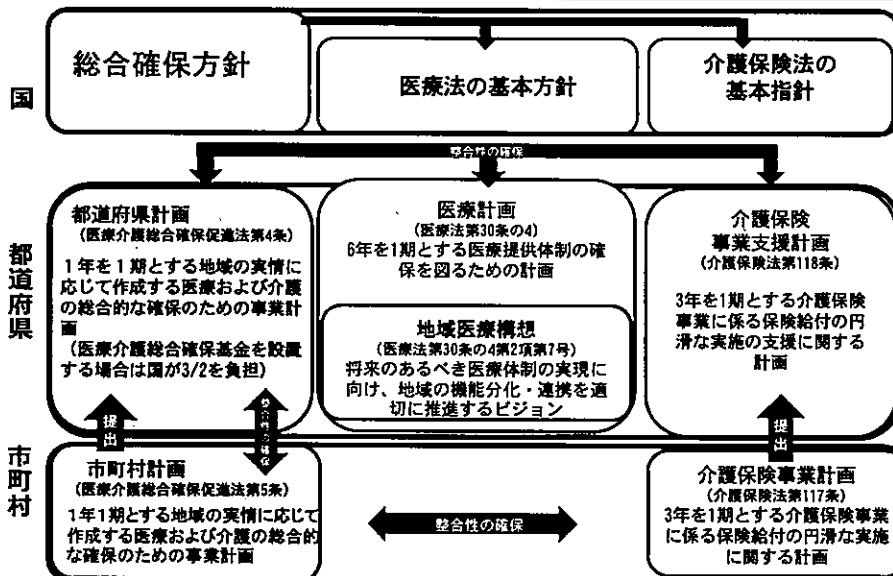 国
総合確保方針
医療法の基本方針
介護保険法の
基本指針
整合性の確保
都道府県
都道府県計画
(医療介護総合確保促進法第4条)
1年を1期とする地域の実情に
応じて作成する医療および介護
の総合的な確保のための事業計
画
(医療介護総合確保基金を設置
する場合は国が3/2を負担)
医療計画
(医療法第30条の4)
6年を1期とする医療提供体制の確
保を図るための計画
地域医療構想
(医療法第30条の4第2項第7号)
将来のあるべき医療体制の実現に
向け、地域の機能分化・連携を適
切に推進するビジョン
介護保険
事業支援計画
(介護保険法第118条)
3年を1期とする介護保険
事業に係る保険給付の円
滑な実施の支援に関する
計画
提出
整合性の確保
提出
市町村
市町村計画
(医療介護総合確保促進法第5条)
1年1期とする地域の実情に応じて
作成する医療および介護の総合的
な確保のための事業計画
整合性の確保
介護保険事業計画
(介護保険法第117条)
3年を1期とする介護保険事業
に係る保険給付の円滑な実施
に関する計画